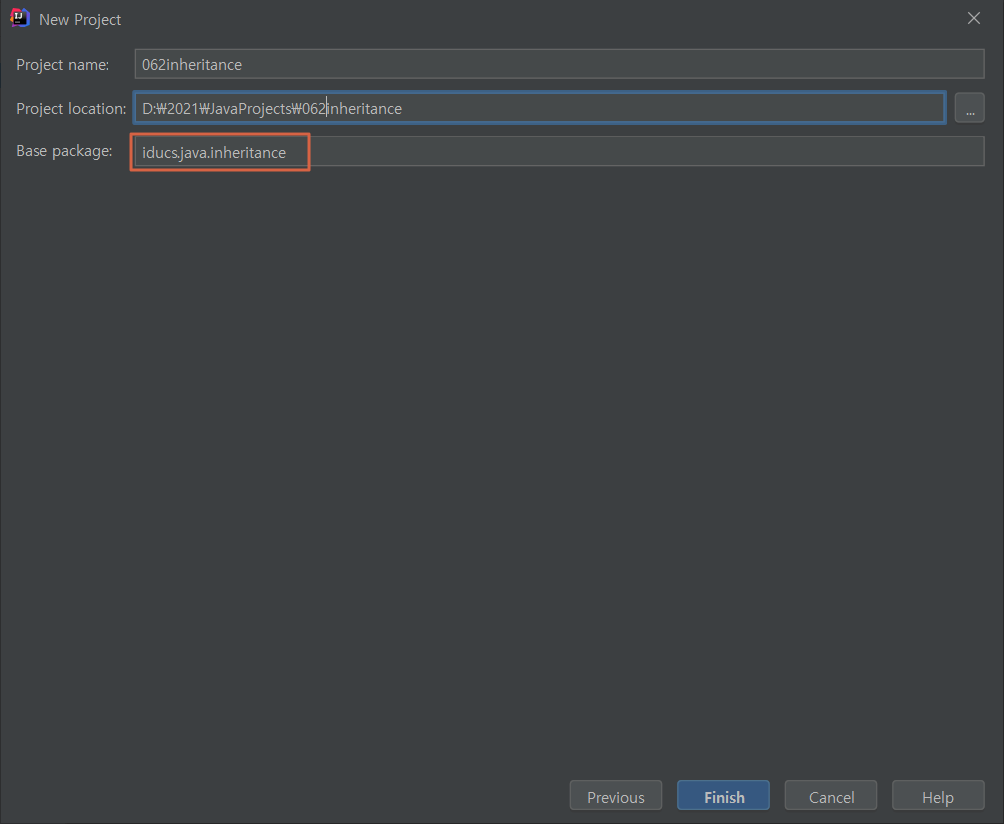 New Project
Project name: 062inheritance
Project location: D:₩2021₩JavaProjects₩062inheritance ...
Base package: iducs.java.inheritance
Previous Finish Cancel Help